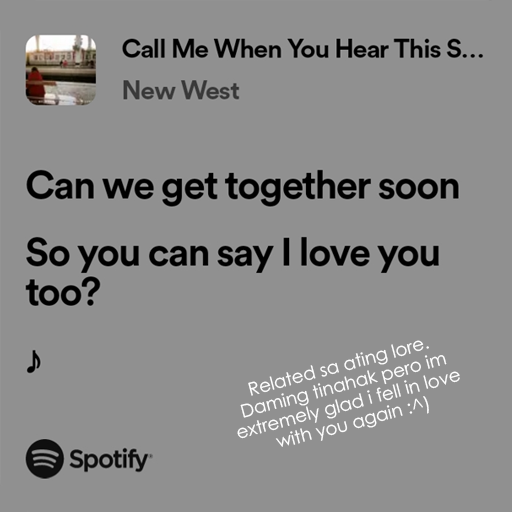 Call Me When You Hear This S...
New West
Can we get together soon
So you can say I love you
too?
♪
Related sa ating lore.
Daming tinahak pero im
extremely glad i fell in love
with you again :^)
Spotify